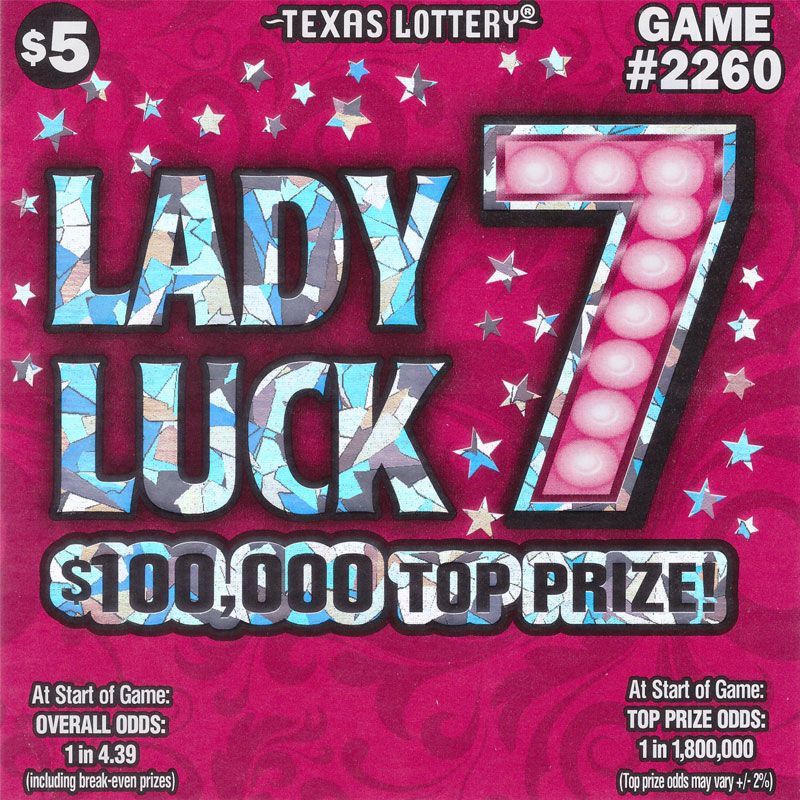 $5
TEXAS LOTTERY®
GAME
#2260
LADY
LUCK
7
$100,000 TOP PRIZE!
At Start of Game:
OVERALL ODDS:
1 in 4.39
(including break-even prizes)
At Start of Game:
TOP PRIZE ODDS:
1 in 1,800,000
(Top prize odds may vary +/- 2%)